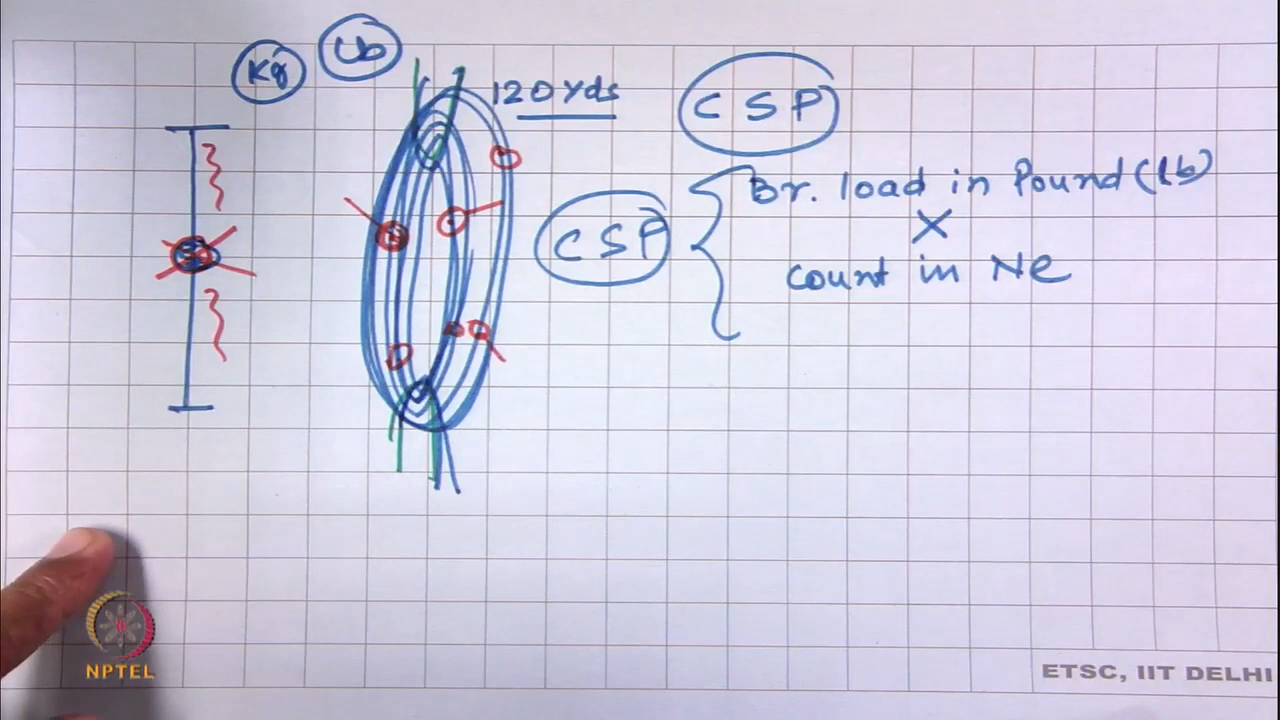 Kg
Lb
120 Yds
CSP
CSP
Br. load in Pound (lb)
X
count in Ne
NPTEL
ETSC, IIT DELHI